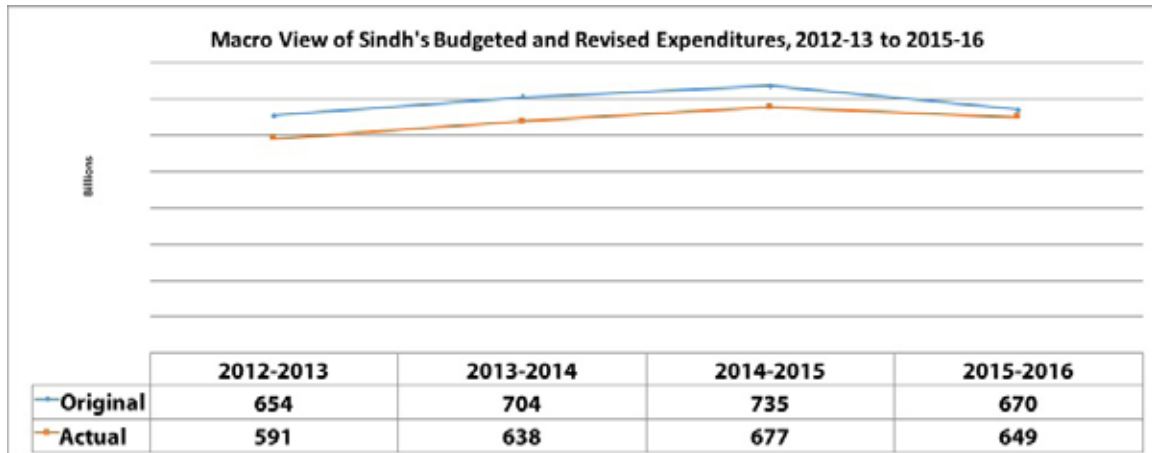 Macro View of Sindh's Budgeted and Revised Expenditures, 2012-13 to 2015-16
Billions
2012-2013 2013-2014 2014-2015 2015-2016
Original 654 704 735 670
Actual 591 638 677 649